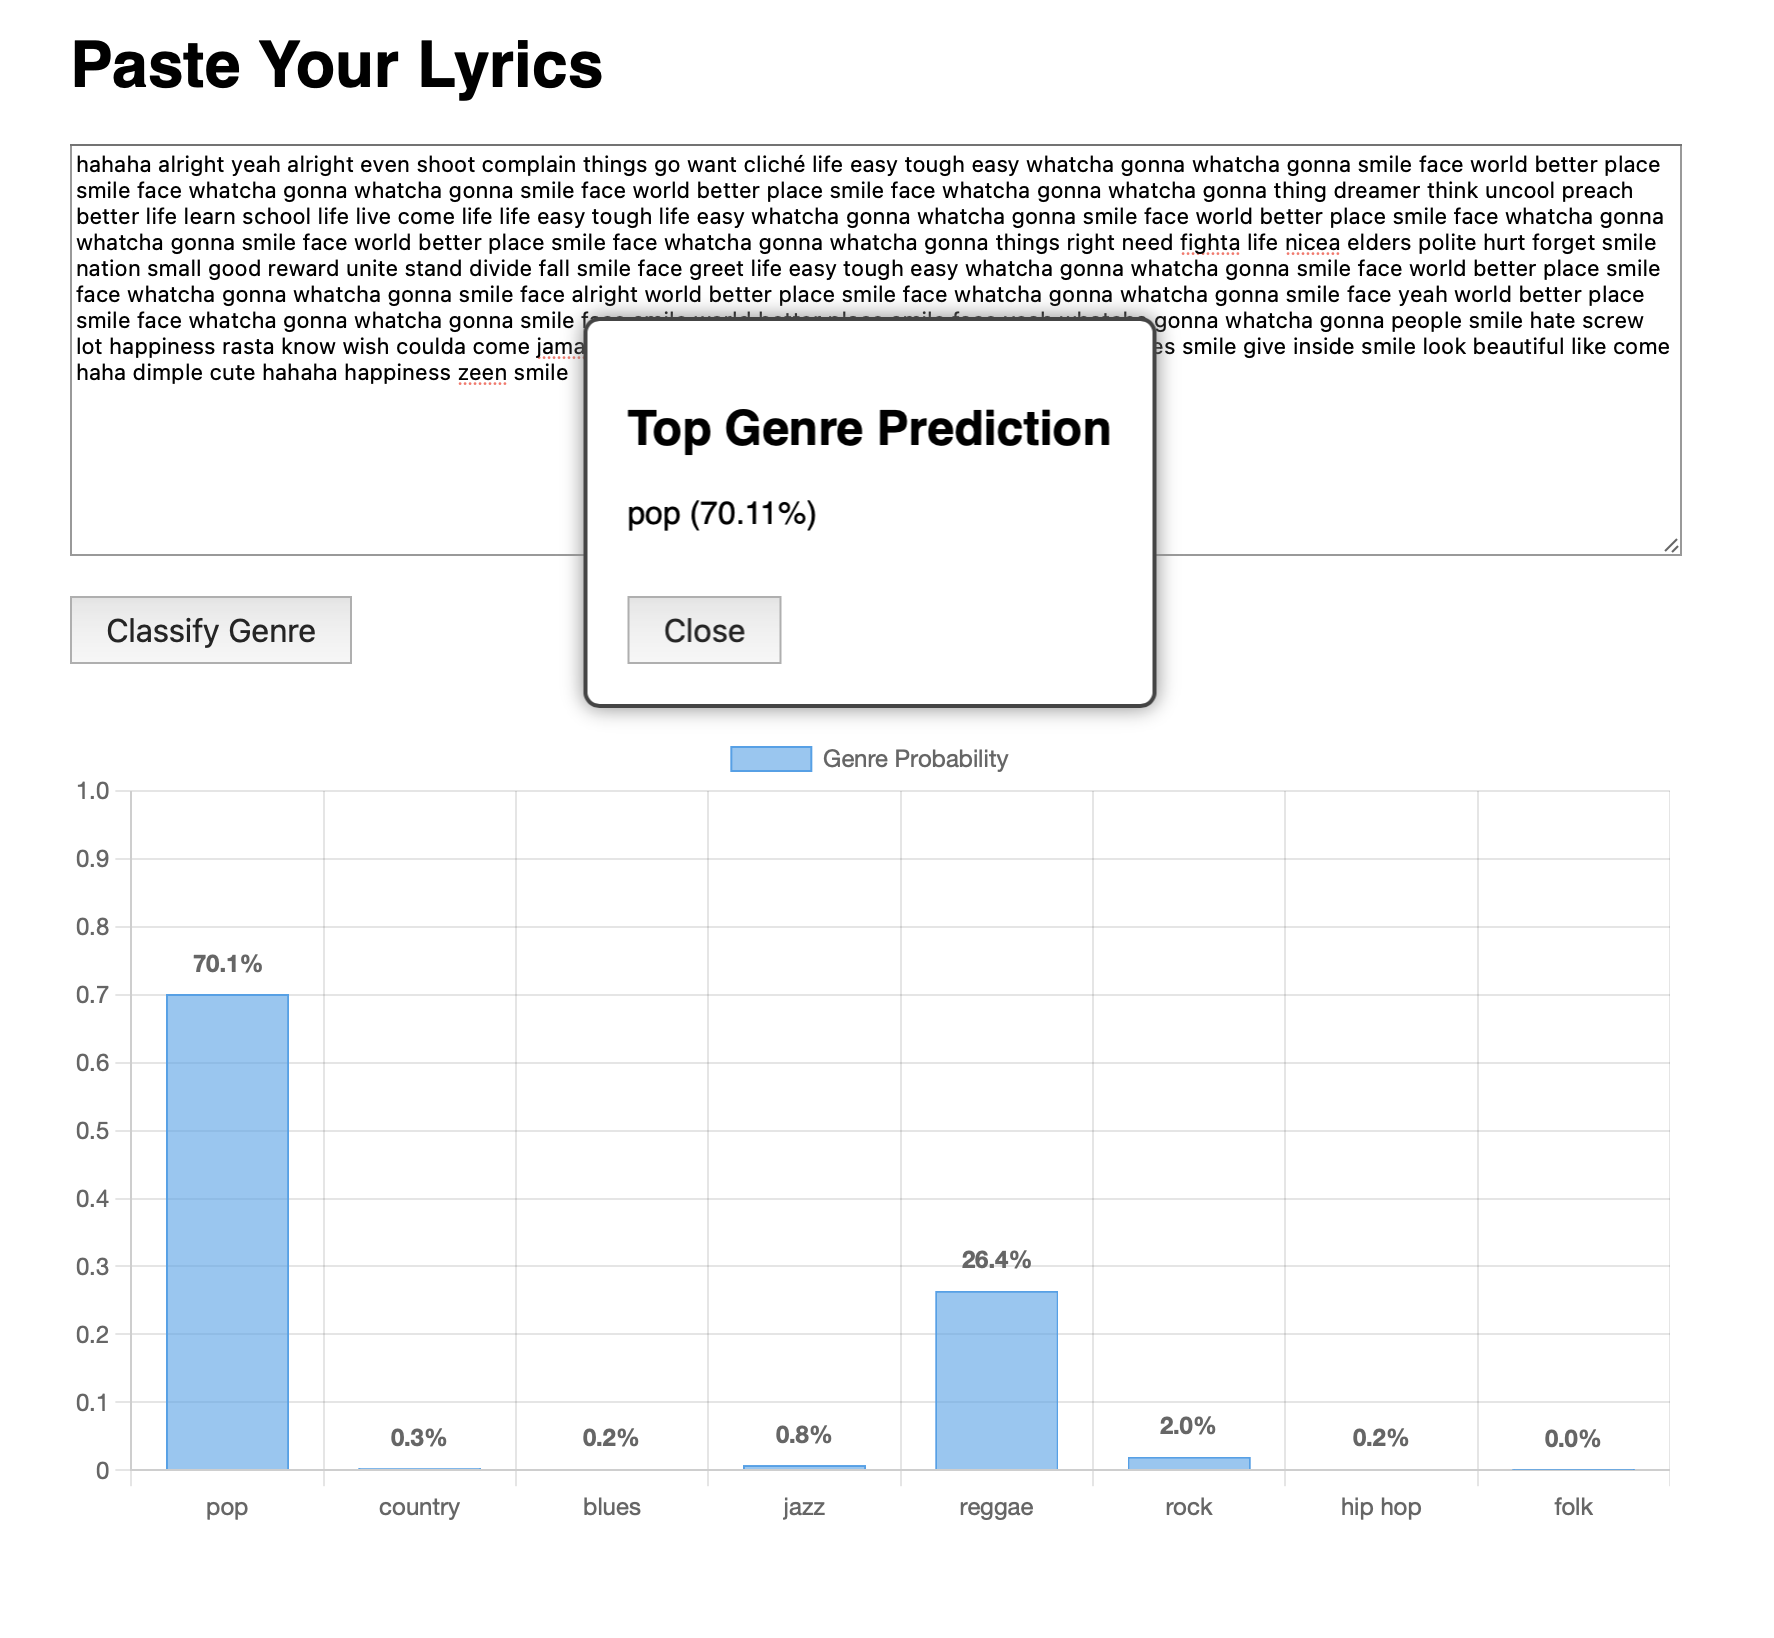 Paste Your Lyrics
hahaha alright yeah alright even shoot complain things go want cliché life easy tough easy whatcha gonna whatcha gonna smile face world better place
smile face whatcha gonna whatcha gonna smile face world better place smile face whatcha gonna whatcha gonna thing dreamer think uncool preach
better life learn school life live come life life easy tough life easy whatcha gonna whatcha gonna smile face world better place smile face whatcha gonna
whatcha gonna smile face world better place smile face whatcha gonna whatcha gonna things right need fighta life nicea elders polite hurt forget smile
nation small good reward unite stand divide fall smile face greet life easy tough easy whatcha gonna whatcha gonna smile face world better place smile
face whatcha gonna whatcha gonna smile face alright world better place smile face whatcha gonna whatcha gonna smile face yeah world better place
smile face whatcha gonna whatcha gonna smile face smile world better place smile face yeah whatcha gonna whatcha gonna people smile hate screw
lot happiness rasta know wish coulda come smile give inside smile look beautiful like come
haha dimple cute hahaha happiness zeen smile
Top Genre Prediction
pop (70.11%)
Classify Genre
Close
Genre Probability
1.0
0.9
0.8
0.7
0.6
0.5
0.4
0.3
0.2
0.1
0
70.1%
0.3%
0.2%
0.8%
26.4%
2.0%
0.2%
0.0%
pop
country
blues
jazz
reggae
rock
hip hop
folk